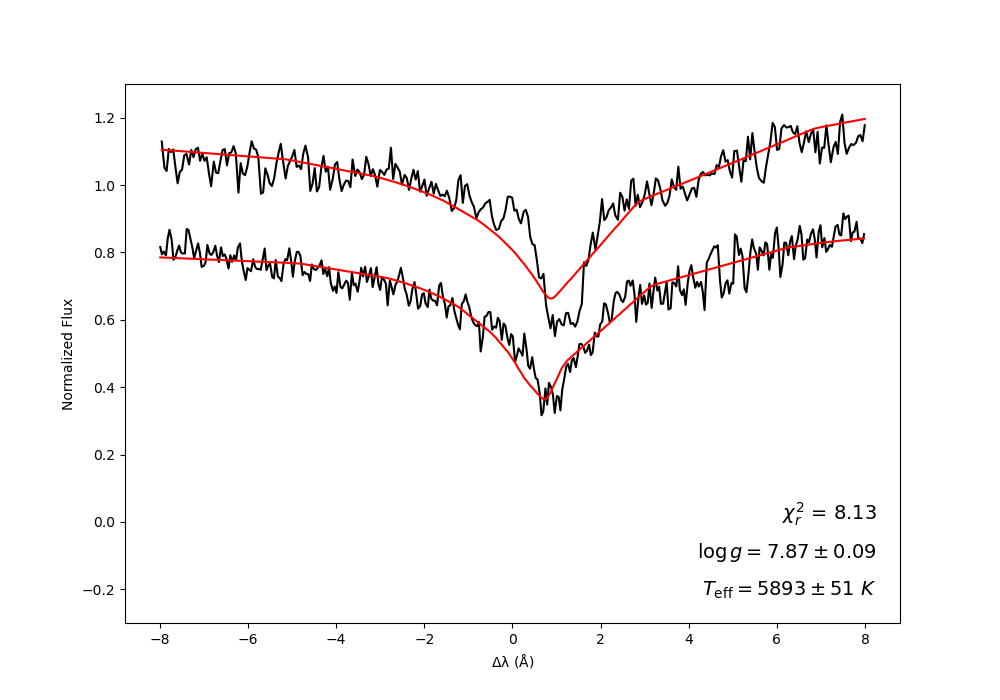 1.2
1.0
0.8
0.6
0.4
0.2
0.0
−0.2
Normalized Flux
χ²ᵣ = 8.13
log g = 7.87 ± 0.09
T_eff = 5893 ± 51 K
−8 −6 −4 −2 0 2 4 6 8
Δλ (Å)